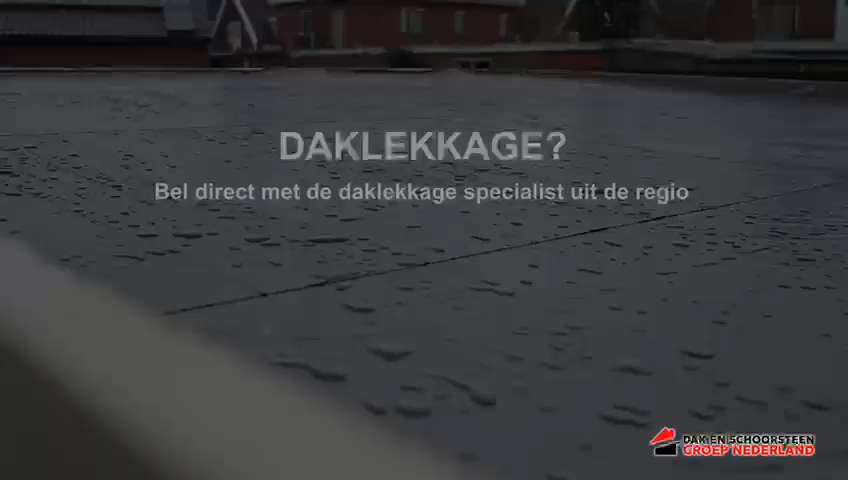 DAKLEKKAGE?
Bel direct met de daklekkage specialist uit de regio
DAK EN SCHOORSTEEN
GROEP NEDERLAND